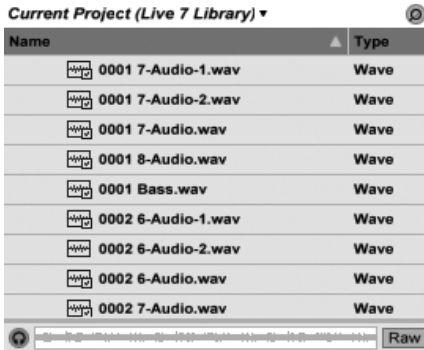 Current Project (Live 7 Library)
Name Type
0001 7-Audio-1.wav Wave
0001 7-Audio-2.wav Wave
0001 7-Audio.wav Wave
0001 8-Audio.wav Wave
0001 Bass.wav Wave
0002 6-Audio-1.wav Wave
0002 6-Audio-2.wav Wave
0002 6-Audio.wav Wave
0002 7-Audio.wav Wave
Raw